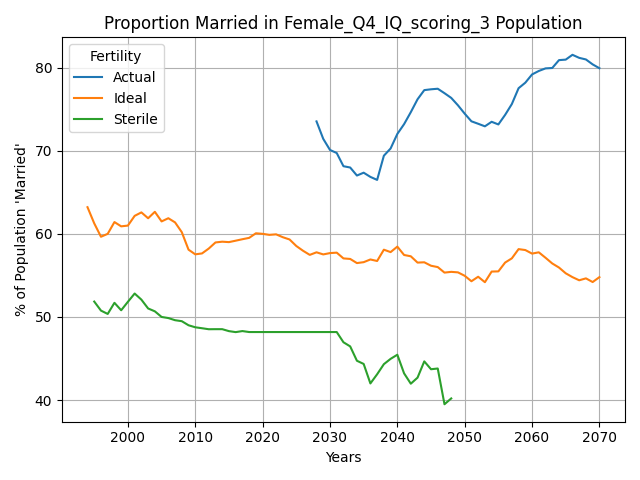 Proportion Married in Female_Q4_IQ_scoring_3 Population
Fertility
Actual
Ideal
Sterile
% of Population 'Married'
80
70
60
50
40
2000 2010 2020 2030 2040 2050 2060 2070
Years